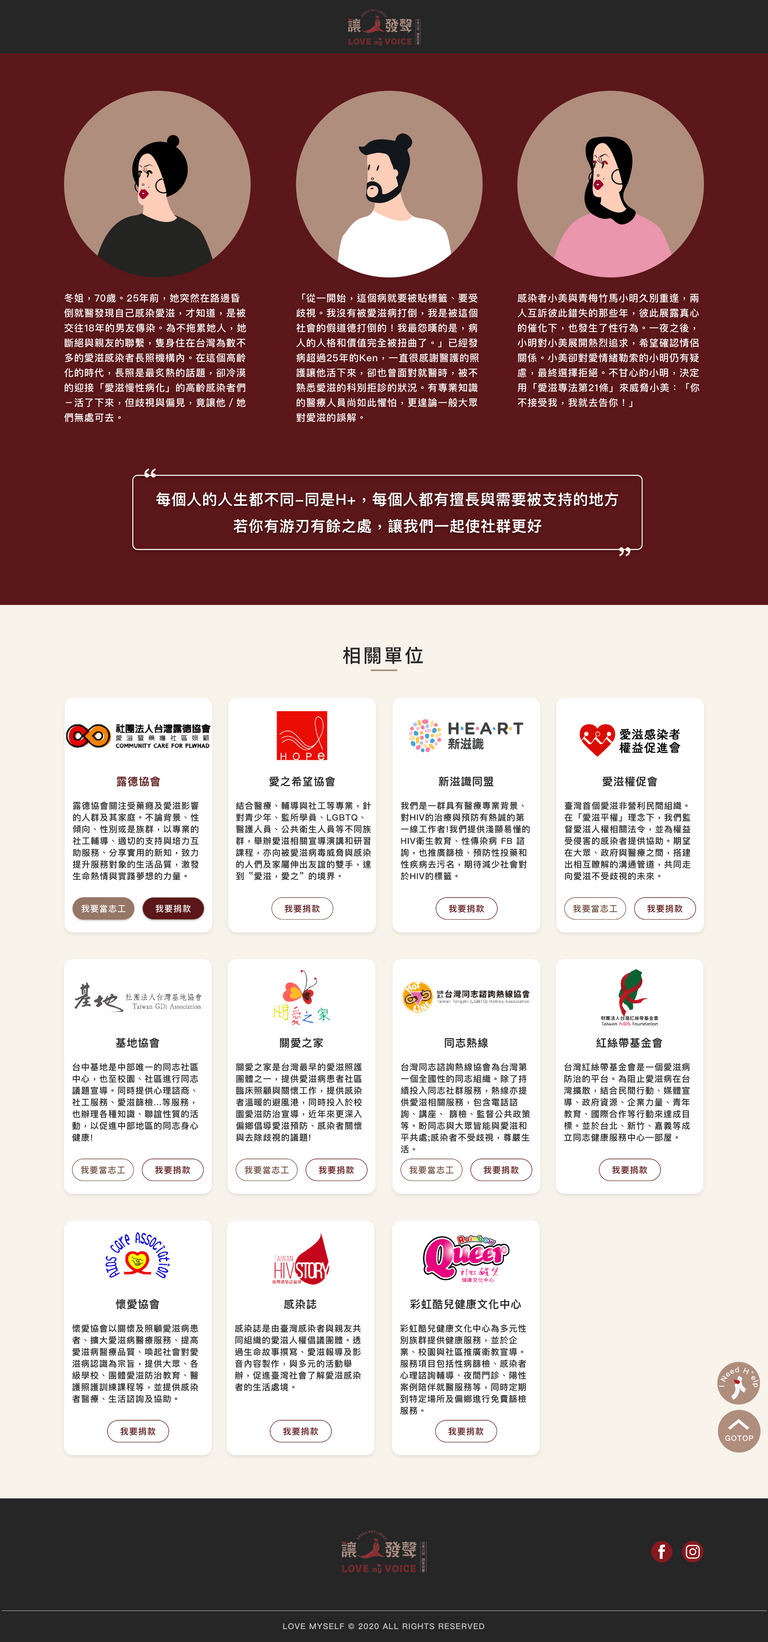 讓 發聲
LOVE my VOICE
冬姐，70歲。25年前，她突然在路邊昏
倒就醫發現自己感染愛滋，才知道，是被
交往18年的男友傳染。為不拖累她人，她
斷絕與親友的聯繫，隻身住在台灣為數不
多的愛滋感染者長照機構內。在這個高齡
化的時代，長照是最炙熱的話題，卻冷漠
的迎接「愛滋慢性病化」的高齡感染者們
－活了下來，但歧視與偏見，竟讓他／她
們無處可去。
「從一開始，這個病就要被貼標籤、要受
歧視。我沒有被愛滋病打倒，我是被這個
社會的假道德打倒的！我最怨嘆的是，病
人的人格和價值完全被扭曲了。」已經發
病超過25年的Ken，一直很感謝醫護的照
護讓他活下來，卻也曾面對就醫時，被不
熟悉愛滋的科別拒診的狀況。有專業知識
的醫療人員尚如此懼怕，更遑論一般大眾
對愛滋的誤解。
感染者小美與青梅竹馬小明久別重逢，兩
人互訴彼此錯失的那些年，彼此展露真心
的催化下，也發生了性行為。一夜之後，
小明對小美展開熱烈追求，希望確認情侶
關係。小美卻對愛情緒勒索的小明仍有疑
慮，最終選擇拒絕。不甘心的小明，決定
用「愛滋專法第21條」來威脅小美：「你
不接受我，我就去告你！」
“
每個人的人生都不同–同是H+，每個人都有擅長與需要被支持的地方
若你有游刃有餘之處，讓我們一起使社群更好
”
相關單位
社團法人台灣露德協會
愛滋暨藥癮社區照顧
COMMUNITY CARE FOR PLWHAD
露德協會
露德協會關注受藥癮及愛滋影響
的人群及其家庭。不論背景、性
傾向、性別或是族群，以專業的
社工輔導、適切的支持與培力互
助服務、分享實用的新知，致力
提升服務對象的生活品質，激發
生命熱情與實踐夢想的力量。
我要當志工
我要捐款
HOPe
愛之希望協會
結合醫療、輔導與社工等專業，針
對青少年、監所學員、LGBTQ、
醫護人員、公共衛生人員等不同族
群，舉辦愛滋相關宣導演講和研習
課程，亦向被愛滋病毒威脅與感染
的人們及家屬伸出友誼的雙手，達
到〝愛滋，愛之〞的境界。
我要捐款
H·E·A·R·T
新滋識
新滋識同盟
我們是一群具有醫療專業背景、
對HIV的治療與預防有熱誠的第
一線工作者!我們提供淺顯易懂的
HIV衛生教育、性傳染病 FB 諮
詢，也推廣篩檢、預防性投藥和
性疾病去污名，期待減少社會對
於HIV的標籤。
我要捐款
愛滋感染者
權益促進會
愛滋權促會
臺灣首個愛滋非營利民間組織。
在「愛滋平權」理念下，我們監
督愛滋人權相關法令，並為權益
受侵害的感染者提供協助。期望
在大眾、政府與醫療之間，搭建
出相互瞭解的溝通管道，共同走
向愛滋不受歧視的未來。
我要當志工
我要捐款
基地
社團法人台灣基地協會
Taiwan GDi Association
基地協會
台中基地是中部唯一的同志社區
中心，也至校園、社區進行同志
議題宣導。同時提供心理諮商、
社工服務、愛滋篩檢...等服務，
也辦理各種知識、聯誼性質的活
動，以促進中部地區的同志身心
健康!
我要當志工
我要捐款
關愛之家
關愛之家
關愛之家是台灣最早的愛滋照護
團體之一，提供愛滋病患者社區
臨床照顧與關懷工作，提供感染
者溫暖的避風港，同時投入於校
園愛滋防治宣導，近年來更深入
偏鄉倡導愛滋預防、感染者關懷
與去除歧視的議題!
我要當志工
我要捐款
台灣同志諮詢熱線協會
Taiwan Tongzhi (LGBTQ) Hotline Association
同志熱線
台灣同志諮詢熱線協會為台灣第
一個全國性的同志組織。除了持
續投入同志社群服務，熱線亦提
供愛滋相關服務，包含電話諮
詢、講座、 篩檢、監督公共政策
等。盼同志與大眾皆能與愛滋和
平共處;感染者不受歧視，尊嚴生
活。
我要當志工
我要捐款
財團法人台灣紅絲帶基金會
Taiwan AIDS Foundation
紅絲帶基金會
台灣紅絲帶基金會是一個愛滋病
防治的平台。為阻止愛滋病在台
灣擴散，結合民間行動、媒體宣
導、政府資源、企業力量、青年
教育、國際合作等行動來達成目
標。並於台北、新竹、嘉義等成
立同志健康服務中心一部屋。
我要捐款
AIDS Care Association
懷愛協會
懷愛協會以關懷及照顧愛滋病患
者、擴大愛滋病醫療服務、提高
愛滋病醫療品質、喚起社會對愛
滋病認識為宗旨，提供大眾、各
級學校、團體愛滋防治教育、醫
護照護訓練課程等，並提供感染
者醫療、生活諮詢及協助。
我要捐款
HIVSTORY
感染誌
感染誌是由臺灣感染者與親友共
同組織的愛滋人權倡議團體。透
過生命故事撰寫、愛滋報導及影
音內容製作，與多元的活動舉
辦，促進臺灣社會了解愛滋感染
者的生活處境。
我要捐款
Rainbow
Queer
彩虹酷兒
健康文化中心
彩虹酷兒健康文化中心
彩虹酷兒健康文化中心為多元性
別族群提供健康服務，並於企
業、校園與社區推廣衛教宣導。
服務項目包括性病篩檢、感染者
心理諮詢輔導、夜間門診、陽性
案例陪伴就醫服務等，同時定期
到特定場所及偏鄉進行免費篩檢
服務。
我要捐款
I Need Help
GOTOP
讓 發聲
LOVE my VOICE
LOVE MYSELF © 2020 ALL RIGHTS RESERVED